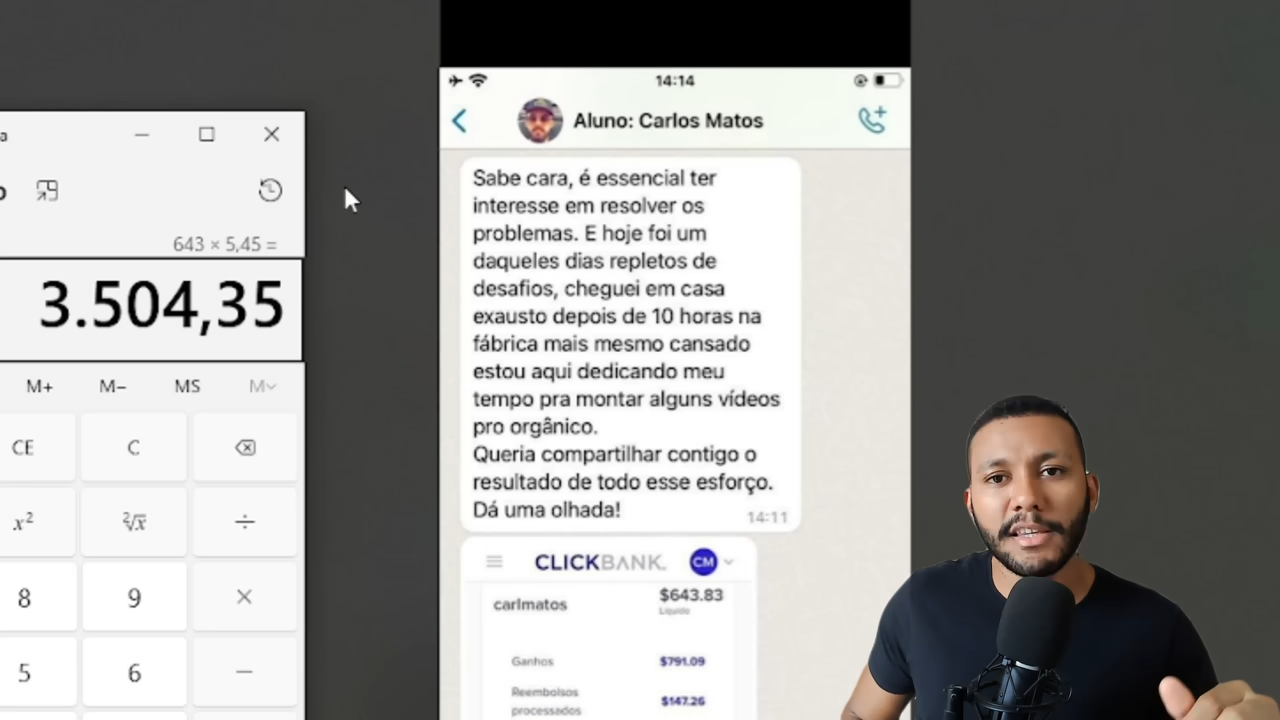 643 × 5,45 =
3.504,35
M+ M− MS M
CE C
x² ²√x ÷
8 9 ×
5 6 −
14:14
Aluno: Carlos Matos
Sabe cara, é essencial ter
interesse em resolver os
problemas. E hoje foi um
daqueles dias repletos de
desafios, cheguei em casa
exausto depois de 10 horas na
fábrica mais mesmo cansado
estou aqui dedicando meu
tempo pra montar alguns vídeos
pro orgânico.
Queria compartilhar contigo o
resultado de todo esse esforço.
Dá uma olhada!
14:11
CLICKBANK. CM
carlmatos $643.83
Líquido
Ganhos $791.09
Reembolsos
processados $147.26